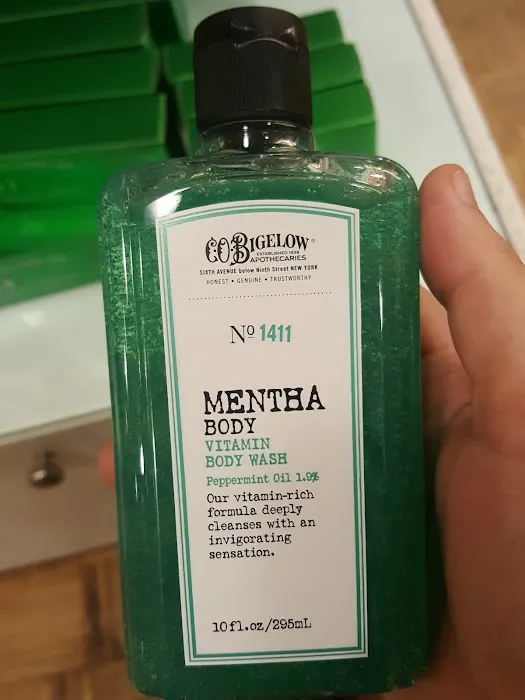 C.O. BIGELOW®
ESTABLISHED 1838
APOTHECARIES
SIXTH AVENUE below Ninth Street NEW YORK
HONEST • GENUINE • TRUSTWORTHY
Nº 1411
MENTHA
BODY
VITAMIN
BODY WASH
Peppermint Oil 1.9%
Our vitamin-rich
formula deeply
cleanses with an
invigorating
sensation.
10fl.oz/295mL